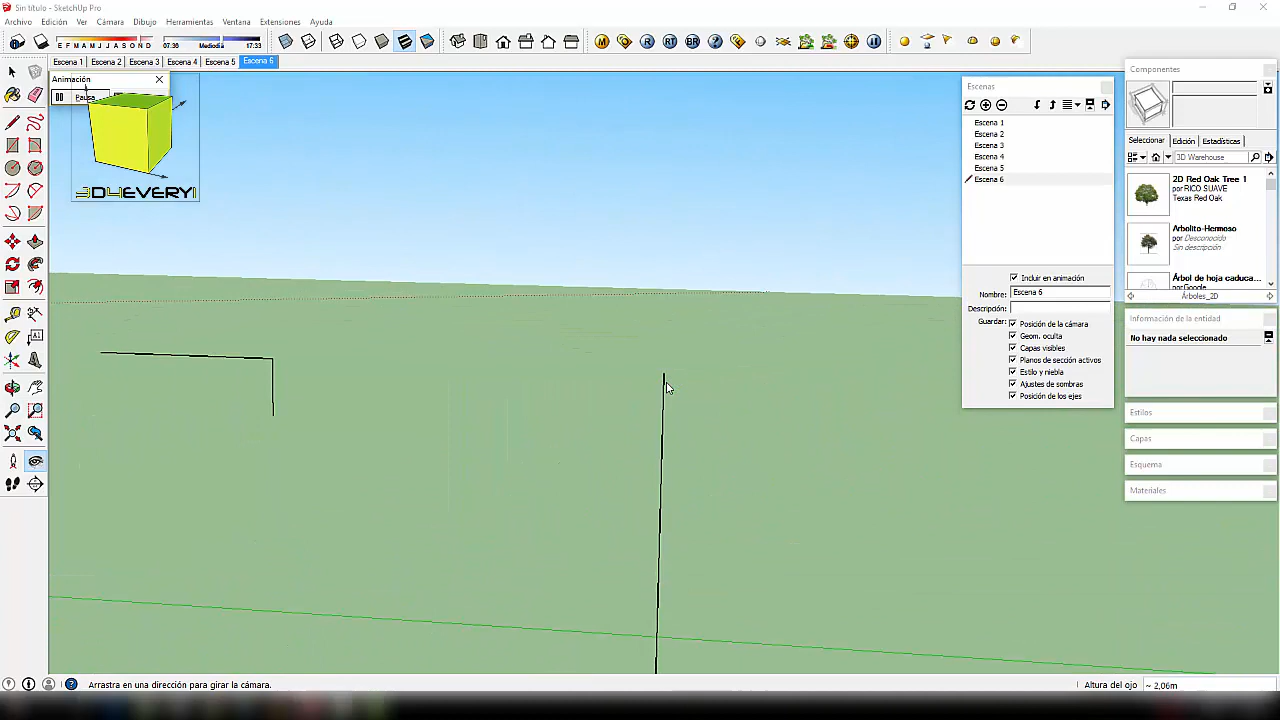 Sin título - SketchUp Pro
Archivo Edición Ver Cámara Dibujo Herramientas Ventana Extensiones Ayuda
E F M A M J J A S O N D 07:36 Mediodía 17:33
M R RT BR
Escena 1 Escena 2 Escena 3 Escena 4 Escena 5 Escena 6
Animación
Pausa
3D4EVERY1
Escenas
Escena 1
Escena 2
Escena 3
Escena 4
Escena 5
Escena 6
Incluir en animación
Nombre: Escena 6
Descripción:
Guardar: Posición de la cámara
Geom. oculta
Capas visibles
Planos de sección activos
Estilo y niebla
Ajustes de sombras
Posición de los ejes
Componentes
Seleccionar Edición Estadísticas
3D Warehouse
2D Red Oak Tree 1
por RICO SUAVE
Texas Red Oak
Arbolito-Hermoso
por Desconocido
Sin descripción
Árbol de hoja caduca...
por Google
Árboles_2D
Información de la entidad
No hay nada seleccionado
Estilos
Capas
Esquema
Materiales
Arrastra en una dirección para girar la cámara.
Altura del ojo ~ 2,06m